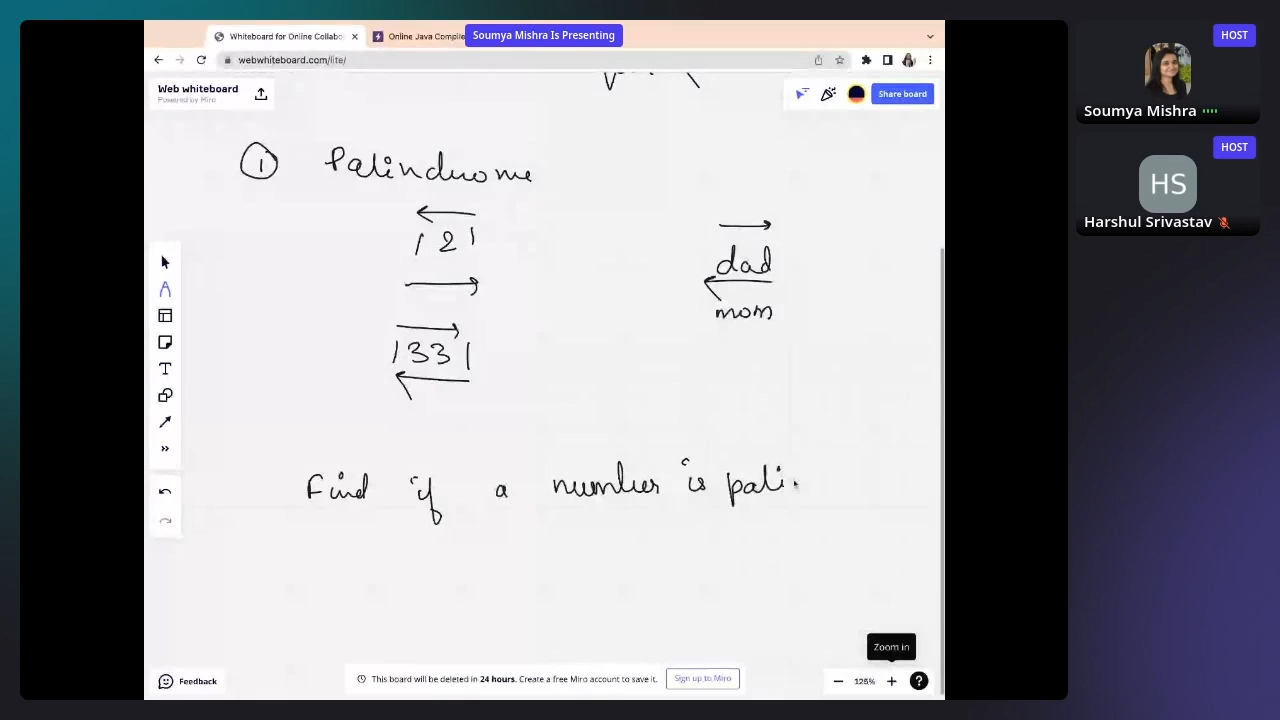 Whiteboard for Online Collabo
Online Java Compile
Soumya Mishra Is Presenting
webwhiteboard.com/lite/
Web whiteboard
Powered by Miro
Share board
① Palindrome
121
dad
mom
1331
Find if a number is pali
Zoom in
Feedback
This board will be deleted in 24 hours. Create a free Miro account to save it.
Sign up to Miro
125%
HOST
Soumya Mishra
HOST
HS
Harshul Srivastav